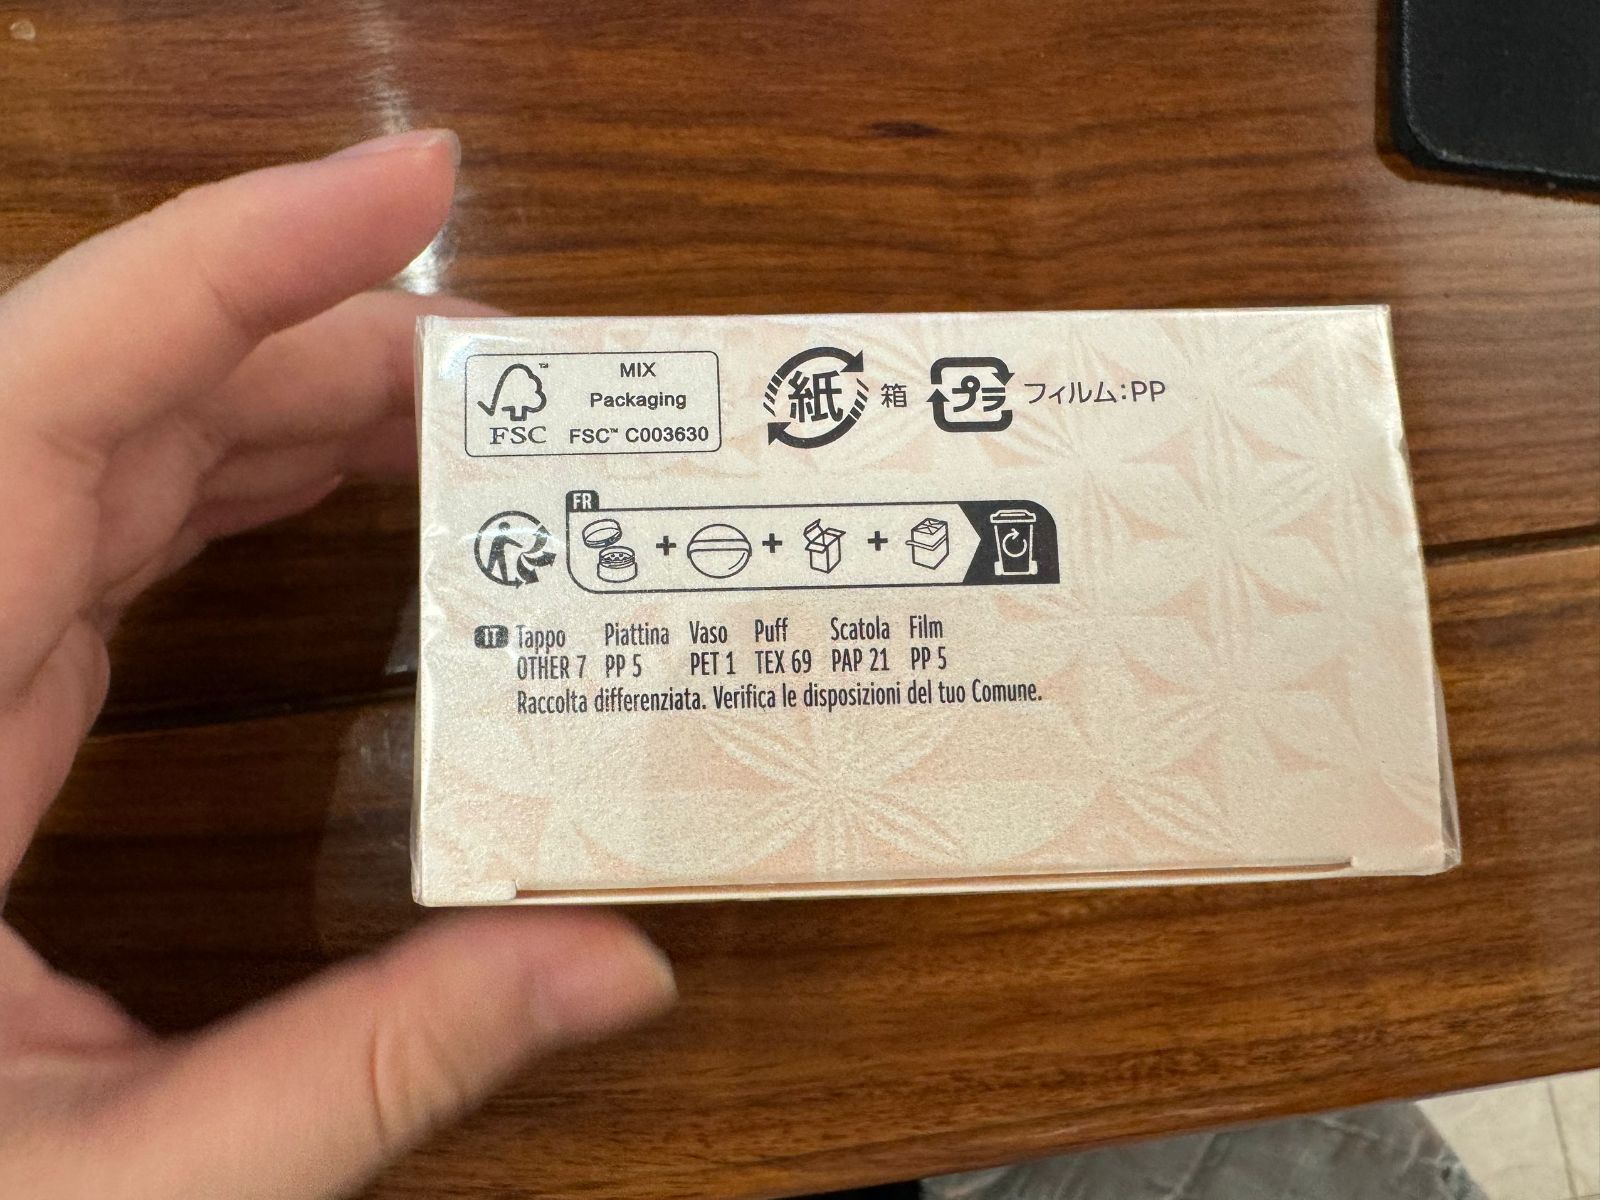 MIX
Packaging
FSC™ C003630
FSC
™
紙 箱
プラ フィルム:PP
FR
IT Tappo Piattina Vaso Puff Scatola Film
OTHER 7 PP 5 PET 1 TEX 69 PAP 21 PP 5
Raccolta differenziata. Verifica le disposizioni del tuo Comune.